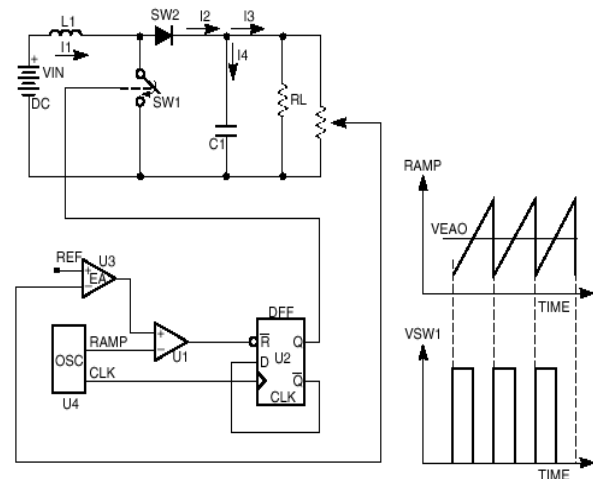 L1
SW2
I2
I3
I1
I4
+
VIN
DC
SW1
C1
RL
RAMP
VEAO
TIME
REF
U3
+
EA
−
DFF
RAMP
+
−
U1
R
Q
D
U2
OSC
CLK
Q
CLK
U4
VSW1
TIME